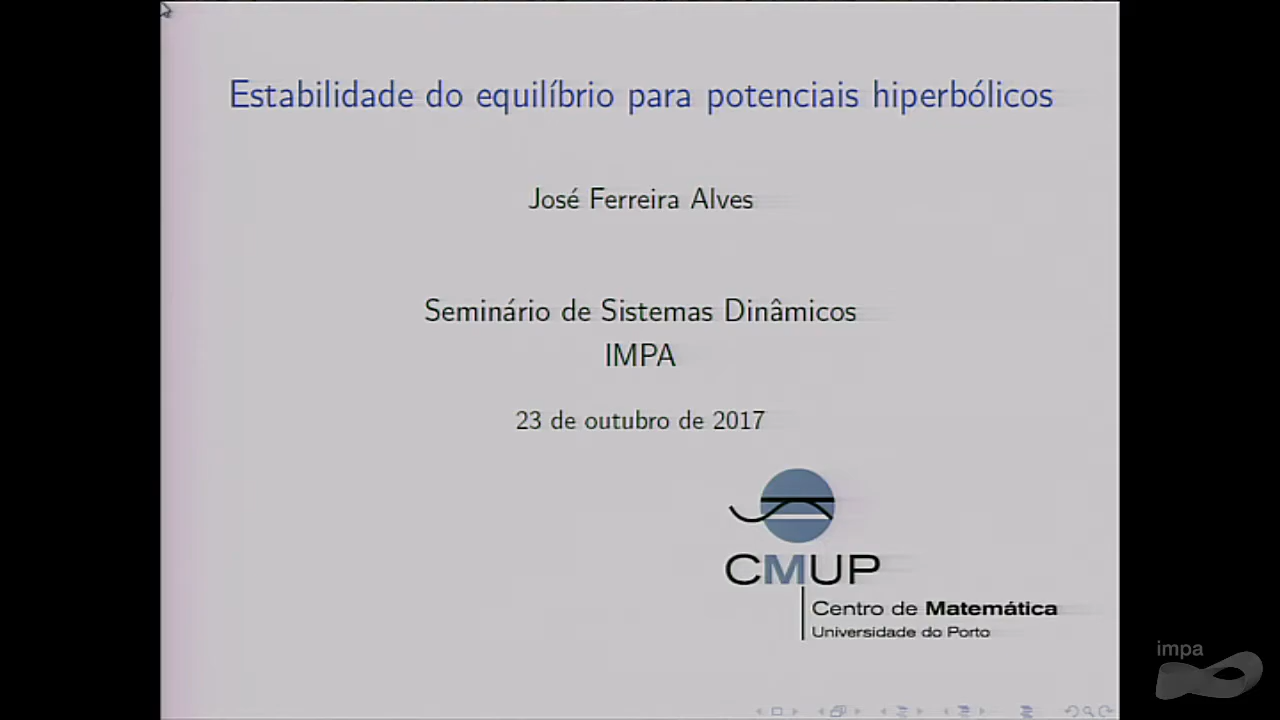 Estabilidade do equilíbrio para potenciais hiperbólicos
José Ferreira Alves
Seminário de Sistemas Dinâmicos
IMPA
23 de outubro de 2017
CMUP
Centro de Matemática
Universidade do Porto
impa